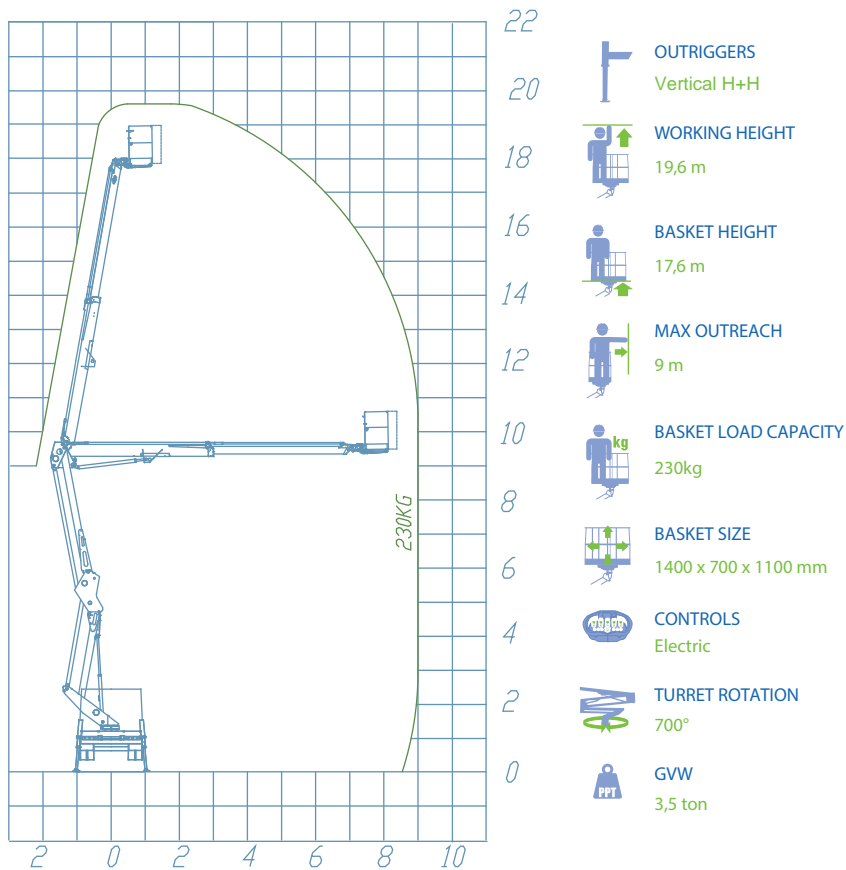 22
20
18
16
14
12
10
8
6
4
2
0
2 0 2 4 6 8 10
230KG
OUTRIGGERS
Vertical H+H
WORKING HEIGHT
19,6 m
BASKET HEIGHT
17,6 m
MAX OUTREACH
9 m
kg
BASKET LOAD CAPACITY
230kg
BASKET SIZE
1400 x 700 x 1100 mm
CONTROLS
Electric
TURRET ROTATION
700°
PPT
GVW
3,5 ton